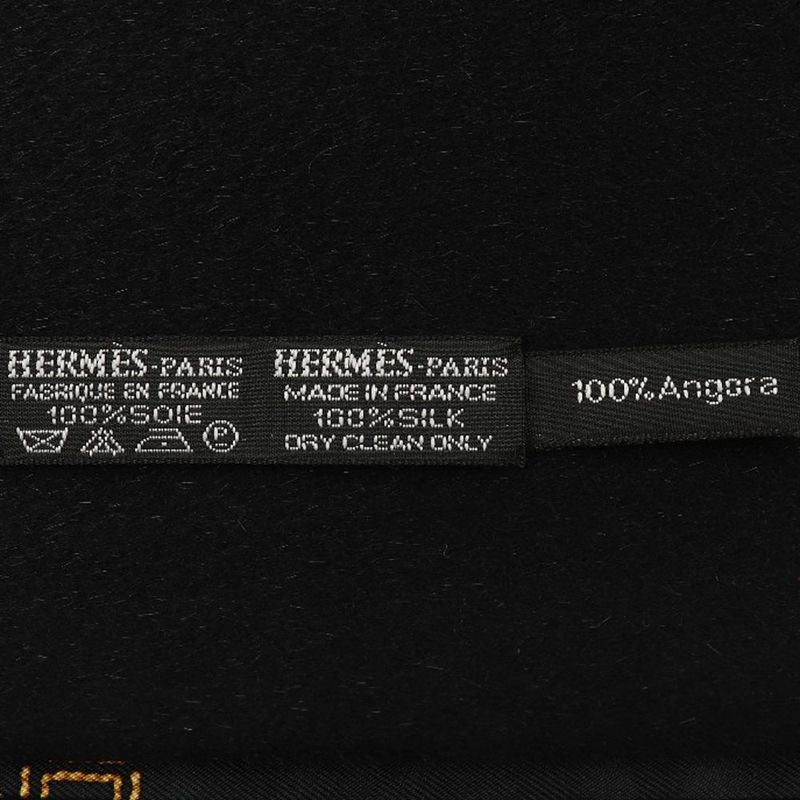 HERMÈS-PARIS
FABRIQUE EN FRANCE
100%SOIE
P
HERMÈS-PARIS
MADE IN FRANCE
100%SILK
DRY CLEAN ONLY
100%Angora